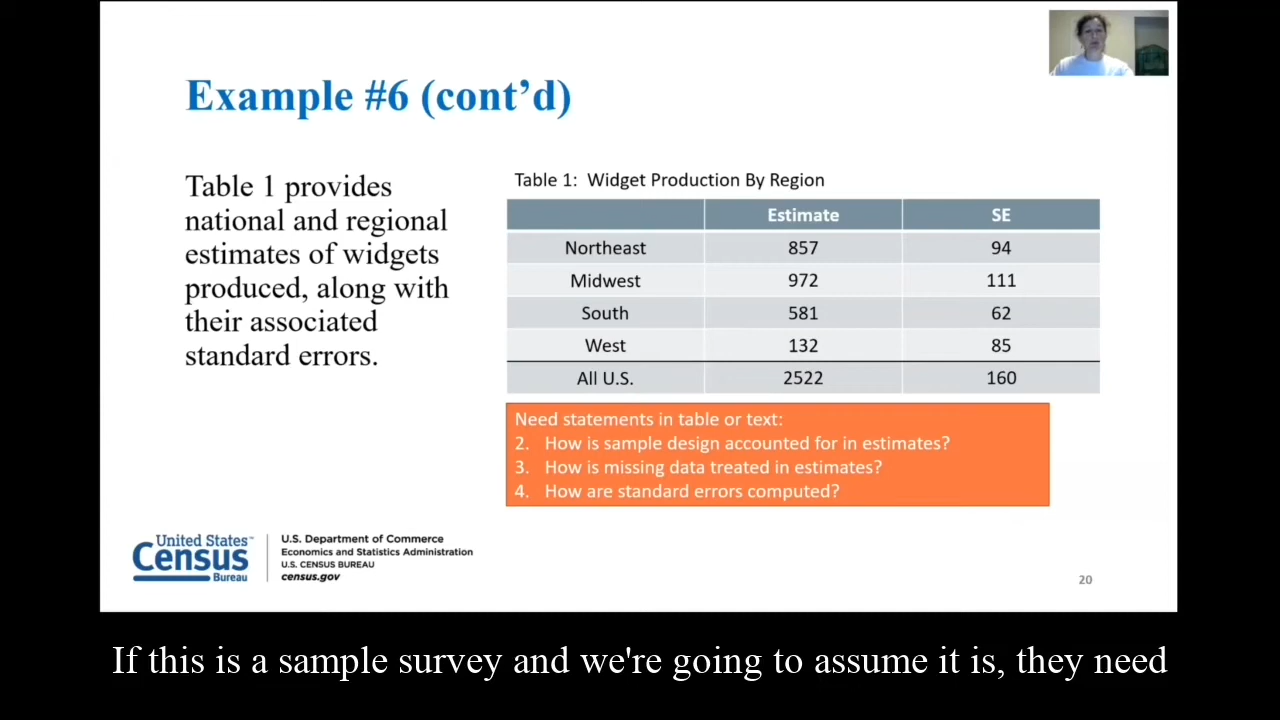 Example #6 (cont’d)
Table 1 provides
national and regional
estimates of widgets
produced, along with
their associated
standard errors.
Table 1: Widget Production By Region
Estimate SE
Northeast 857 94
Midwest 972 111
South 581 62
West 132 85
All U.S. 2522 160
Need statements in table or text:
2. How is sample design accounted for in estimates?
3. How is missing data treated in estimates?
4. How are standard errors computed?
United States™
Census
Bureau
U.S. Department of Commerce
Economics and Statistics Administration
U.S. CENSUS BUREAU
census.gov
20
If this is a sample survey and we're going to assume it is, they need